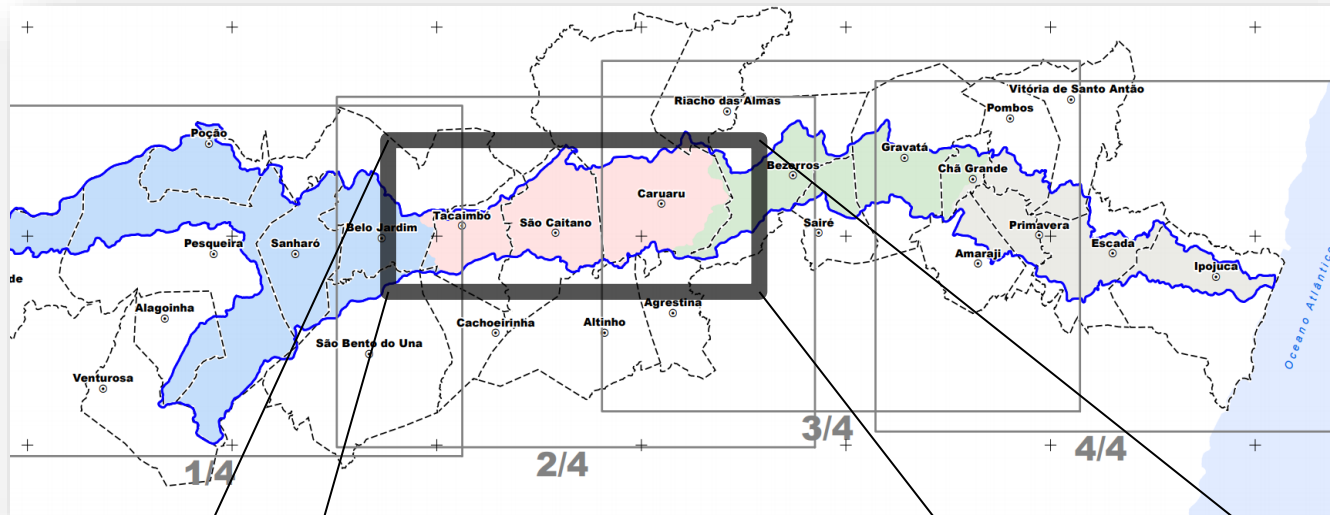 Riacho das Almas
Vitória de Santo Antão
Pombos
Poção
Gravatá
Bezerros
Chã Grande
Caruaru
Tacaimbó
São Caitano
Belo Jardim
Sairé
Primavera
Pesqueira
Sanharó
Escada
Amaraji
Ipojuca
de
Alagoinha
Agrestina
Cachoeirinha
Altinho
São Bento do Una
Venturosa
Oceano Atlântico
1/4
2/4
3/4
4/4